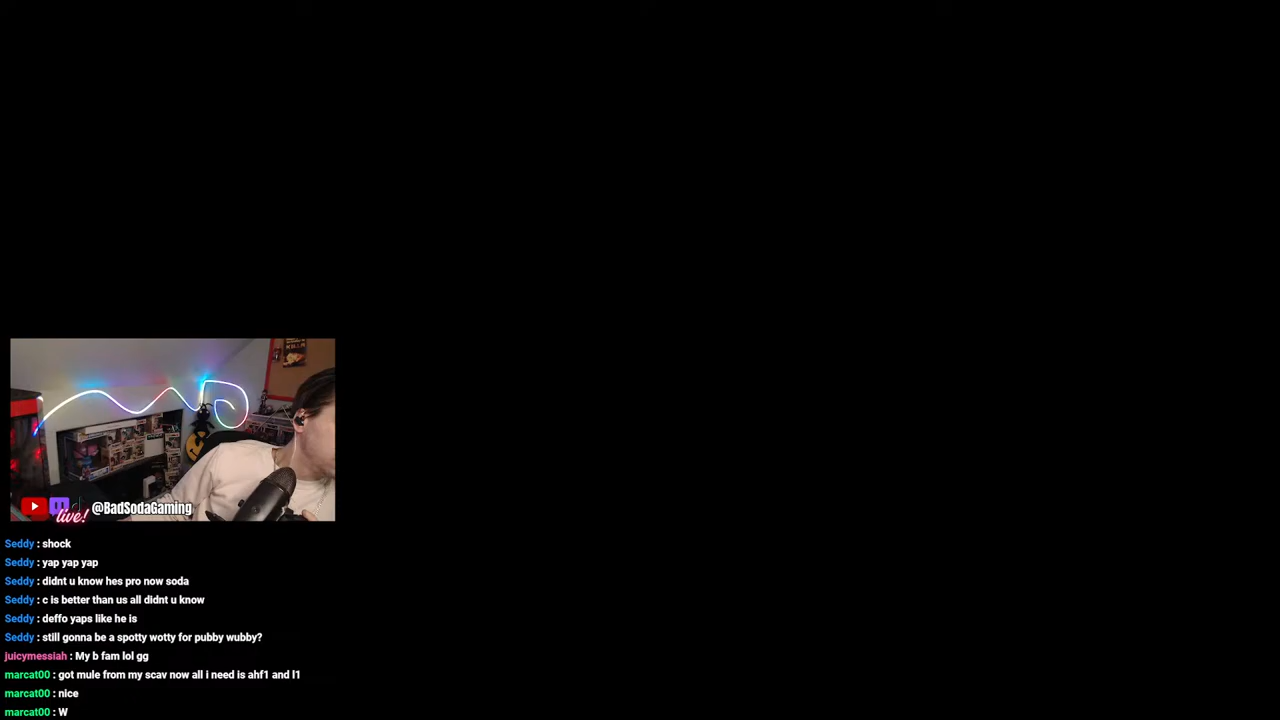 live!
@BadSodaGaming
Seddy : shock
Seddy : yap yap yap
Seddy : didnt u know hes pro now soda
Seddy : c is better than us all didnt u know
Seddy : deffo yaps like he is
Seddy : still gonna be a spotty wotty for pubby wubby?
juicymessiah : My b fam lol gg
marcat00 : got mule from my scav now all i need is ahf1 and l1
marcat00 : nice
marcat00 : W